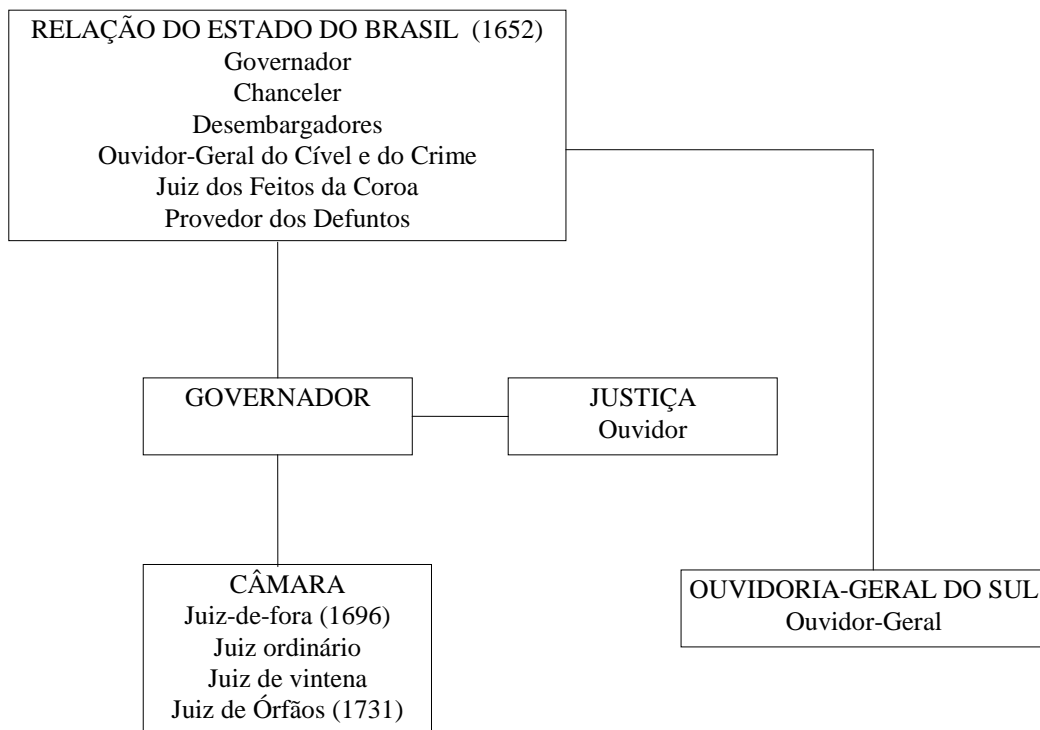 RELAÇÃO DO ESTADO DO BRASIL (1652)
Governador
Chanceler
Desembargadores
Ouvidor-Geral do Cível e do Crime
Juiz dos Feitos da Coroa
Provedor dos Defuntos
GOVERNADOR
JUSTIÇA
Ouvidor
CÂMARA
Juiz-de-fora (1696)
Juiz ordinário
Juiz de vintena
Juiz de Órfãos (1731)
OUVIDORIA-GERAL DO SUL
Ouvidor-Geral